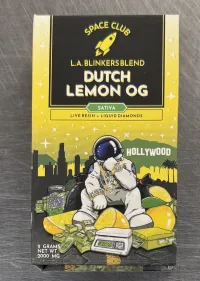 SPACE CLUB
L.A. BLINKERS BLEND
DUTCH
LEMON OG
SATIVA
LIVE RESIN + LIQUID DIAMONDS
HOLLYWOOD
2 GRAMS
NET WT
2000 MG